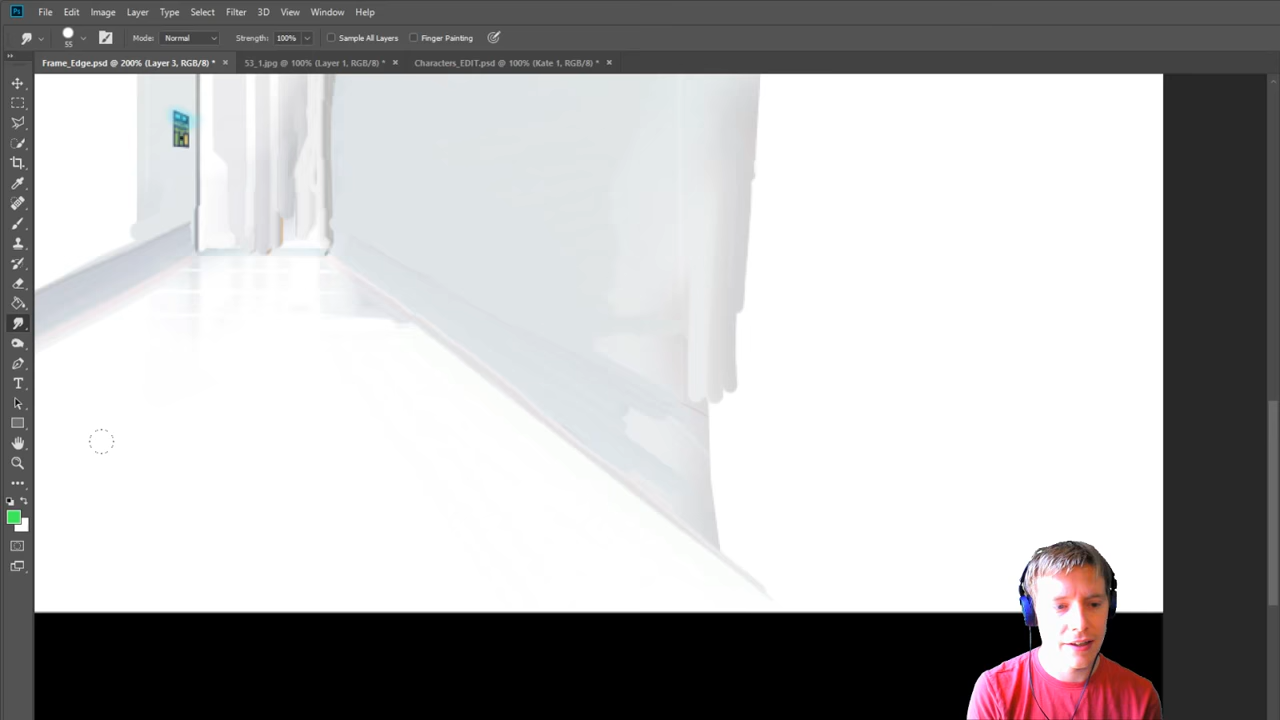 Ps File Edit Image Layer Type Select Filter 3D View Window Help
55 Mode: Normal Strength: 100% Sample All Layers Finger Painting
Frame_Edge.psd @ 200% (Layer 3, RGB/8) * 53_1.jpg @ 100% (Layer 1, RGB/8) * Characters_EDIT.psd @ 100% (Kate 1, RGB/8) *
T